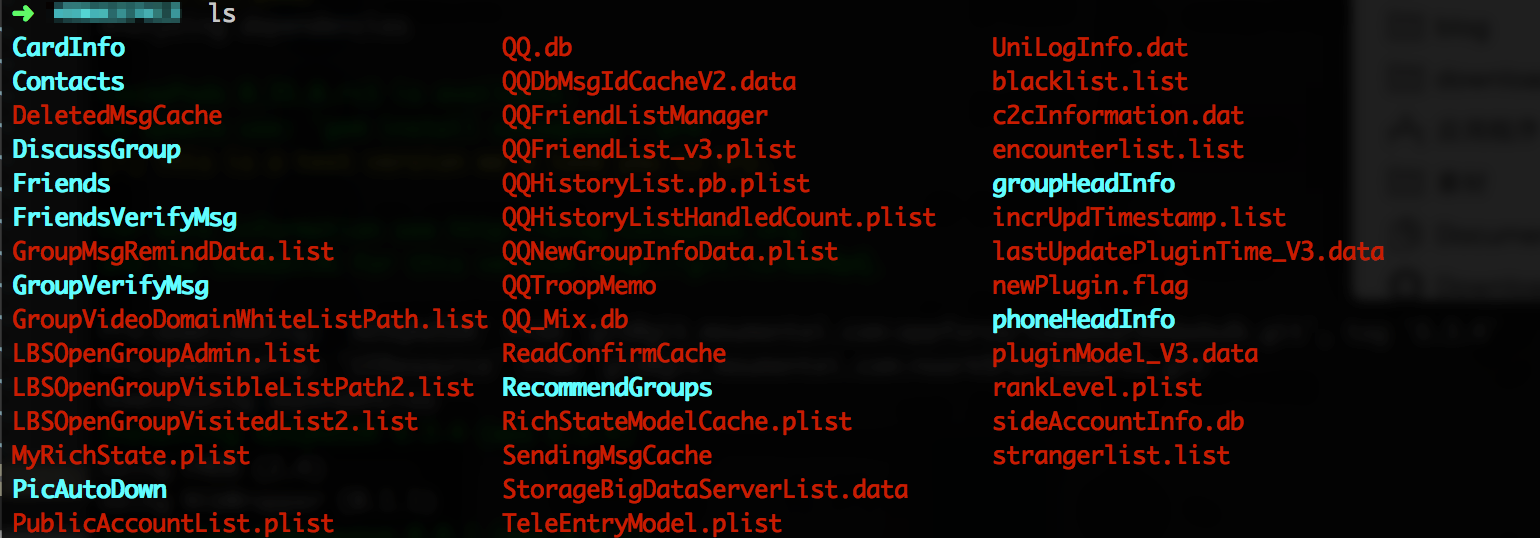 ➜ ls
CardInfo QQ.db UniLogInfo.dat
Contacts QQDbMsgIdCacheV2.data blacklist.list
DeletedMsgCache QQFriendListManager c2cInformation.dat
DiscussGroup QQFriendList_v3.plist encounterlist.list
Friends QQHistoryList.pb.plist groupHeadInfo
FriendsVerifyMsg QQHistoryListHandledCount.plist incrUpdTimestamp.list
GroupMsgRemindData.list QQNewGroupInfoData.plist lastUpdatePluginTime_V3.data
GroupVerifyMsg QQTroopMemo newPlugin.flag
GroupVideoDomainWhiteListPath.list QQ_Mix.db phoneHeadInfo
LBSOpenGroupAdmin.list ReadConfirmCache pluginModel_V3.data
LBSOpenGroupVisibleListPath2.list RecommendGroups rankLevel.plist
LBSOpenGroupVisitedList2.list RichStateModelCache.plist sideAccountInfo.db
MyRichState.plist SendingMsgCache strangerlist.list
PicAutoDown StorageBigDataServerList.data
PublicAccountList.plist TeleEntryModel.plist